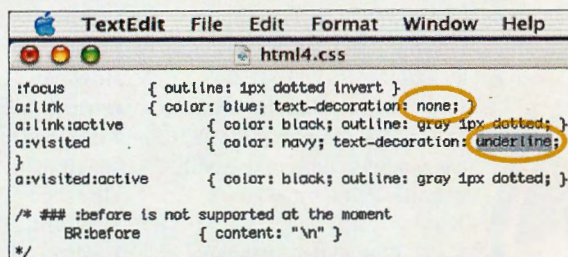 TextEdit File Edit Format Window Help
html4.css
:focus { outline: 1px dotted invert }
a:link { color: blue; text-decoration: none; }
a:link:active { color: black; outline: gray 1px dotted; }
a:visited { color: navy; text-decoration: underline;
}
a:visited:active { color: black; outline: gray 1px dotted; }
/* ### :before is not supported at the moment
BR:before { content: "\n" }
*/